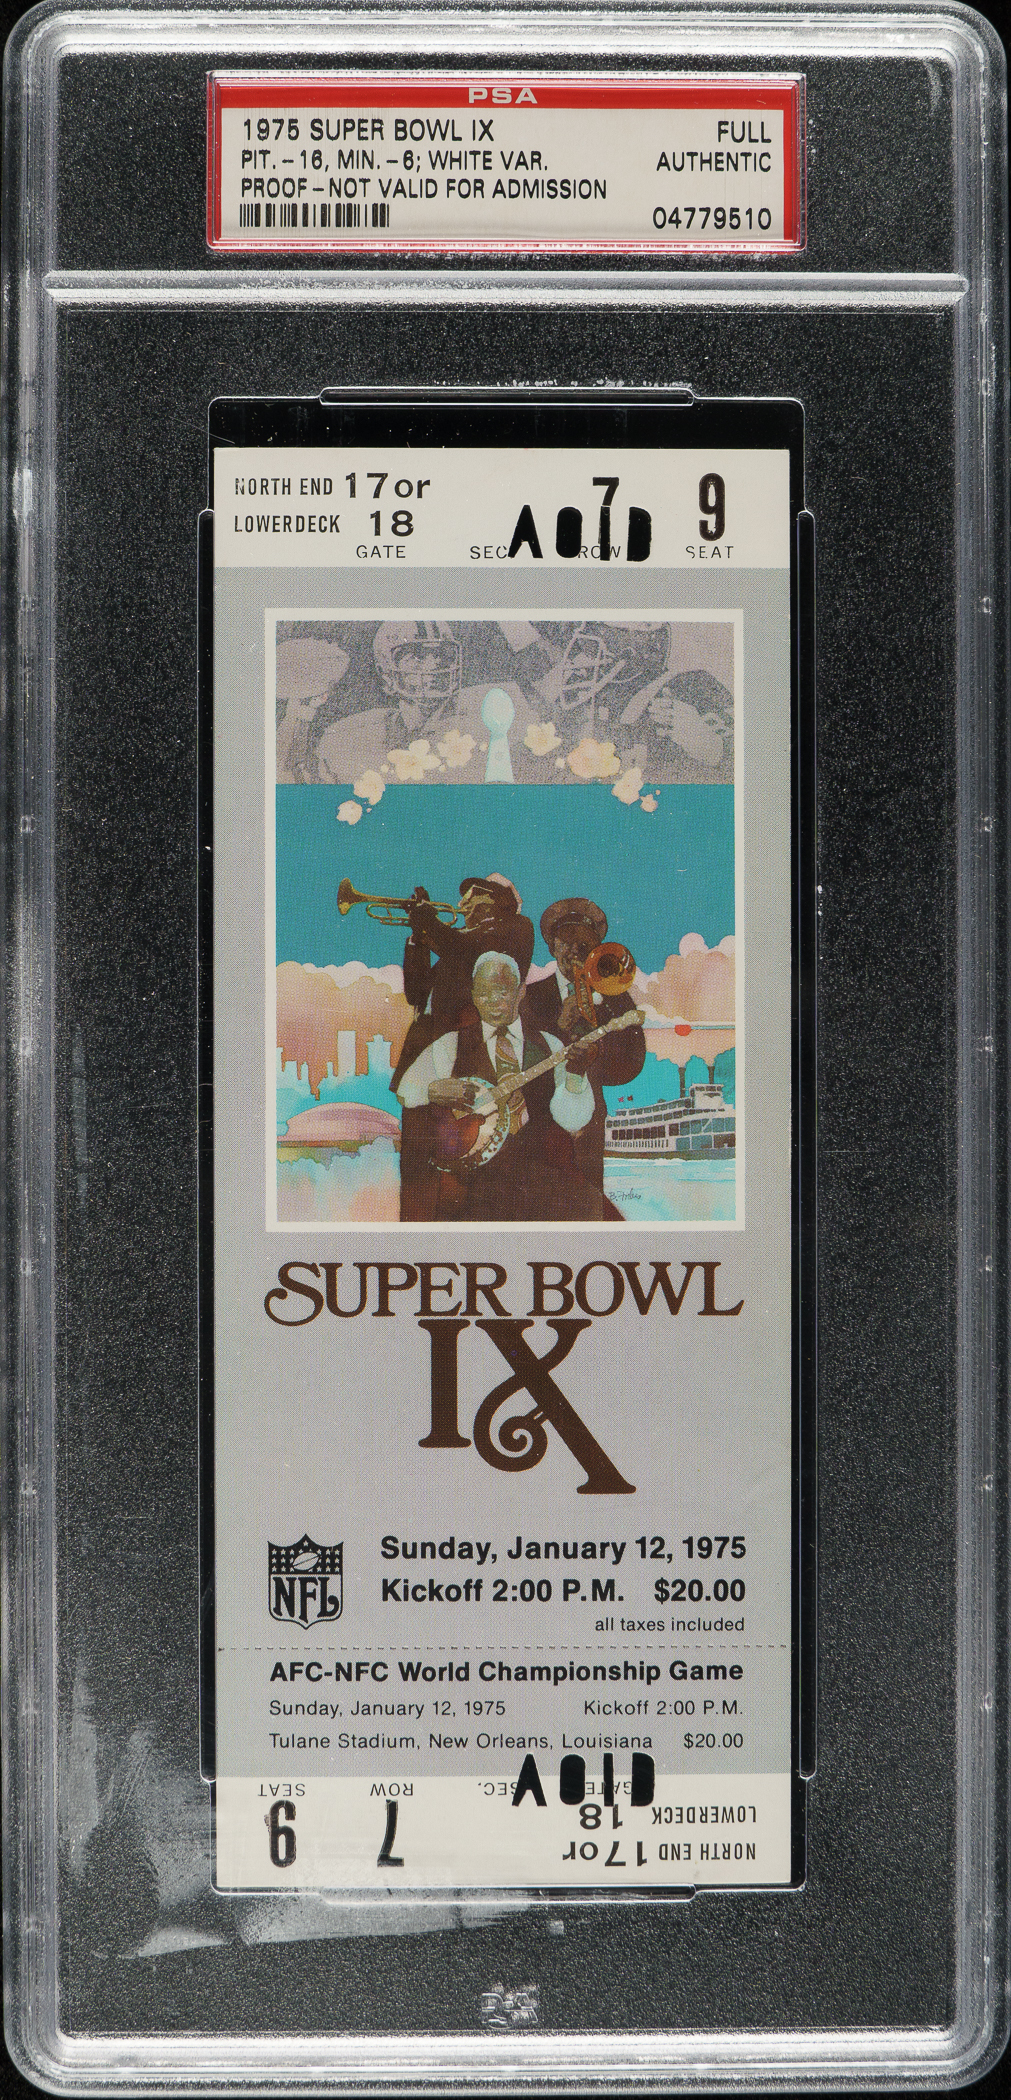 PSA
1975 SUPER BOWL IX FULL
PIT. - 16, MIN. - 6; WHITE VAR. AUTHENTIC
PROOF - NOT VALID FOR ADMISSION
04779510
NORTH END 17 or 7 9
LOWERDECK 18
GATE SEC ROW SEAT
VOID
SUPER BOWL
IX
NFL
Sunday, January 12, 1975
Kickoff 2:00 P.M. $20.00
all taxes included
AFC-NFC World Championship Game
Sunday, January 12, 1975 Kickoff 2:00 P.M.
Tulane Stadium, New Orleans, Louisiana $20.00
VOID
NORTH END 17 or 7 9
LOWERDECK 18
GATE SEC. ROW SEAT